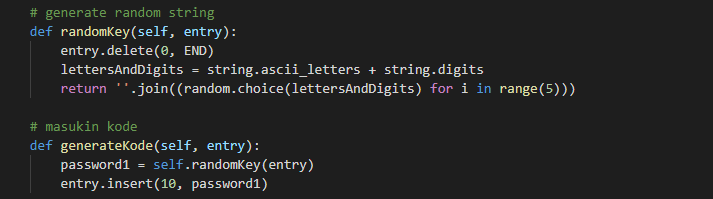 # generate random string
def randomKey(self, entry):
    entry.delete(0, END)
    lettersAndDigits = string.ascii_letters + string.digits
    return ''.join((random.choice(lettersAndDigits) for i in range(5)))

# masukin kode
def generateKode(self, entry):
    password1 = self.randomKey(entry)
    entry.insert(10, password1)